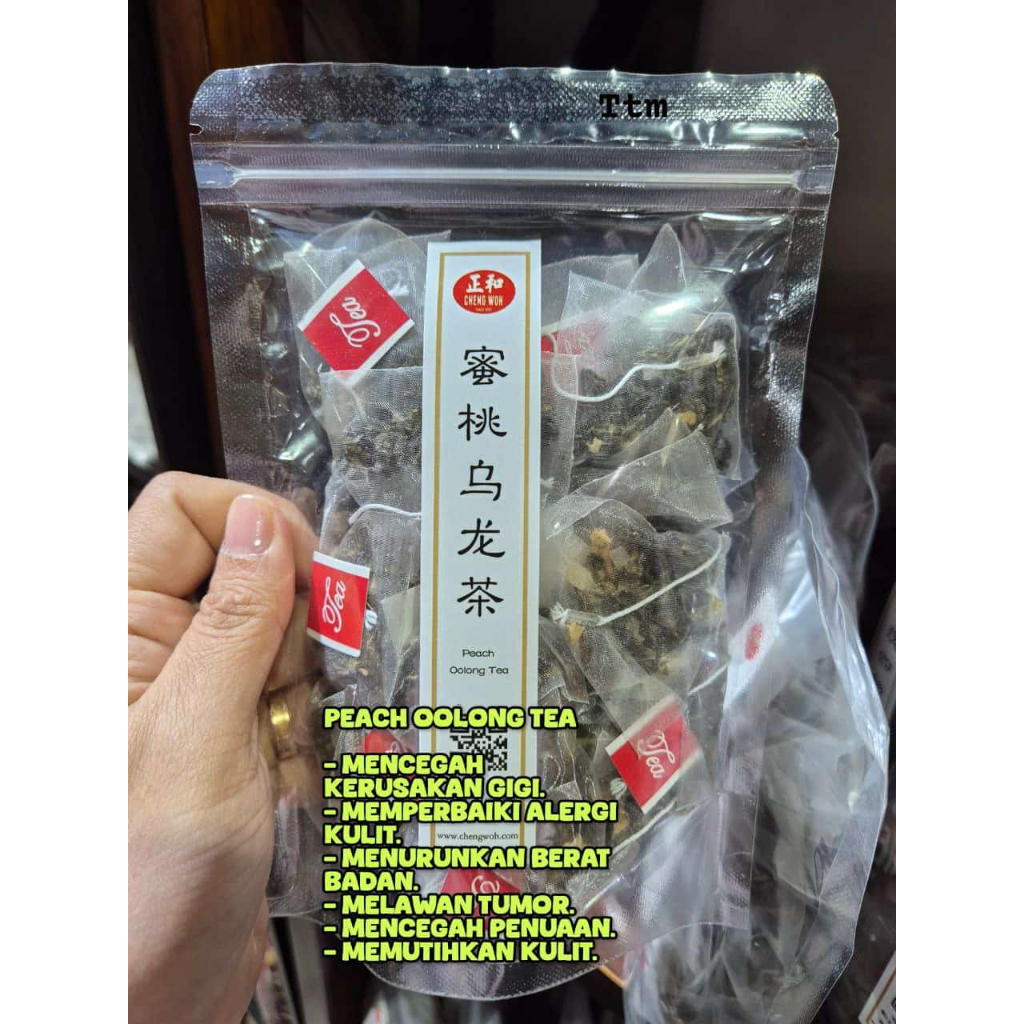 Ttm
Tea
正和
CHENG WOH
蜜桃乌龙茶
Peach
Oolong Tea
Tea
Tea
PEACH OOLONG TEA
- MENCEGAH
KERUSAKAN GIGI.
- MEMPERBAIKI ALERGI
KULIT.
www.chengwoh.com
- MENURUNKAN BERAT
BADAN.
- MELAWAN TUMOR.
- MENCEGAH PENUAAN.
- MEMUTIHKAN KULIT.